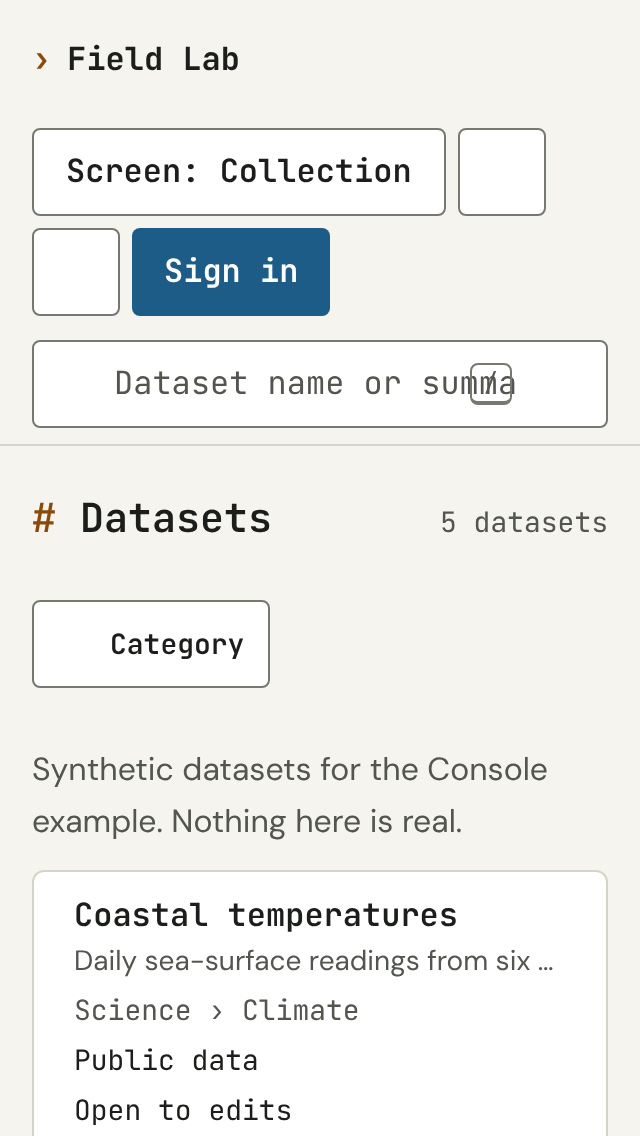 › Field Lab
Screen: Collection
Sign in
Dataset name or summa /
# Datasets
5 datasets
Category
Synthetic datasets for the Console
example. Nothing here is real.
Coastal temperatures
Daily sea-surface readings from six ...
Science › Climate
Public data
Open to edits